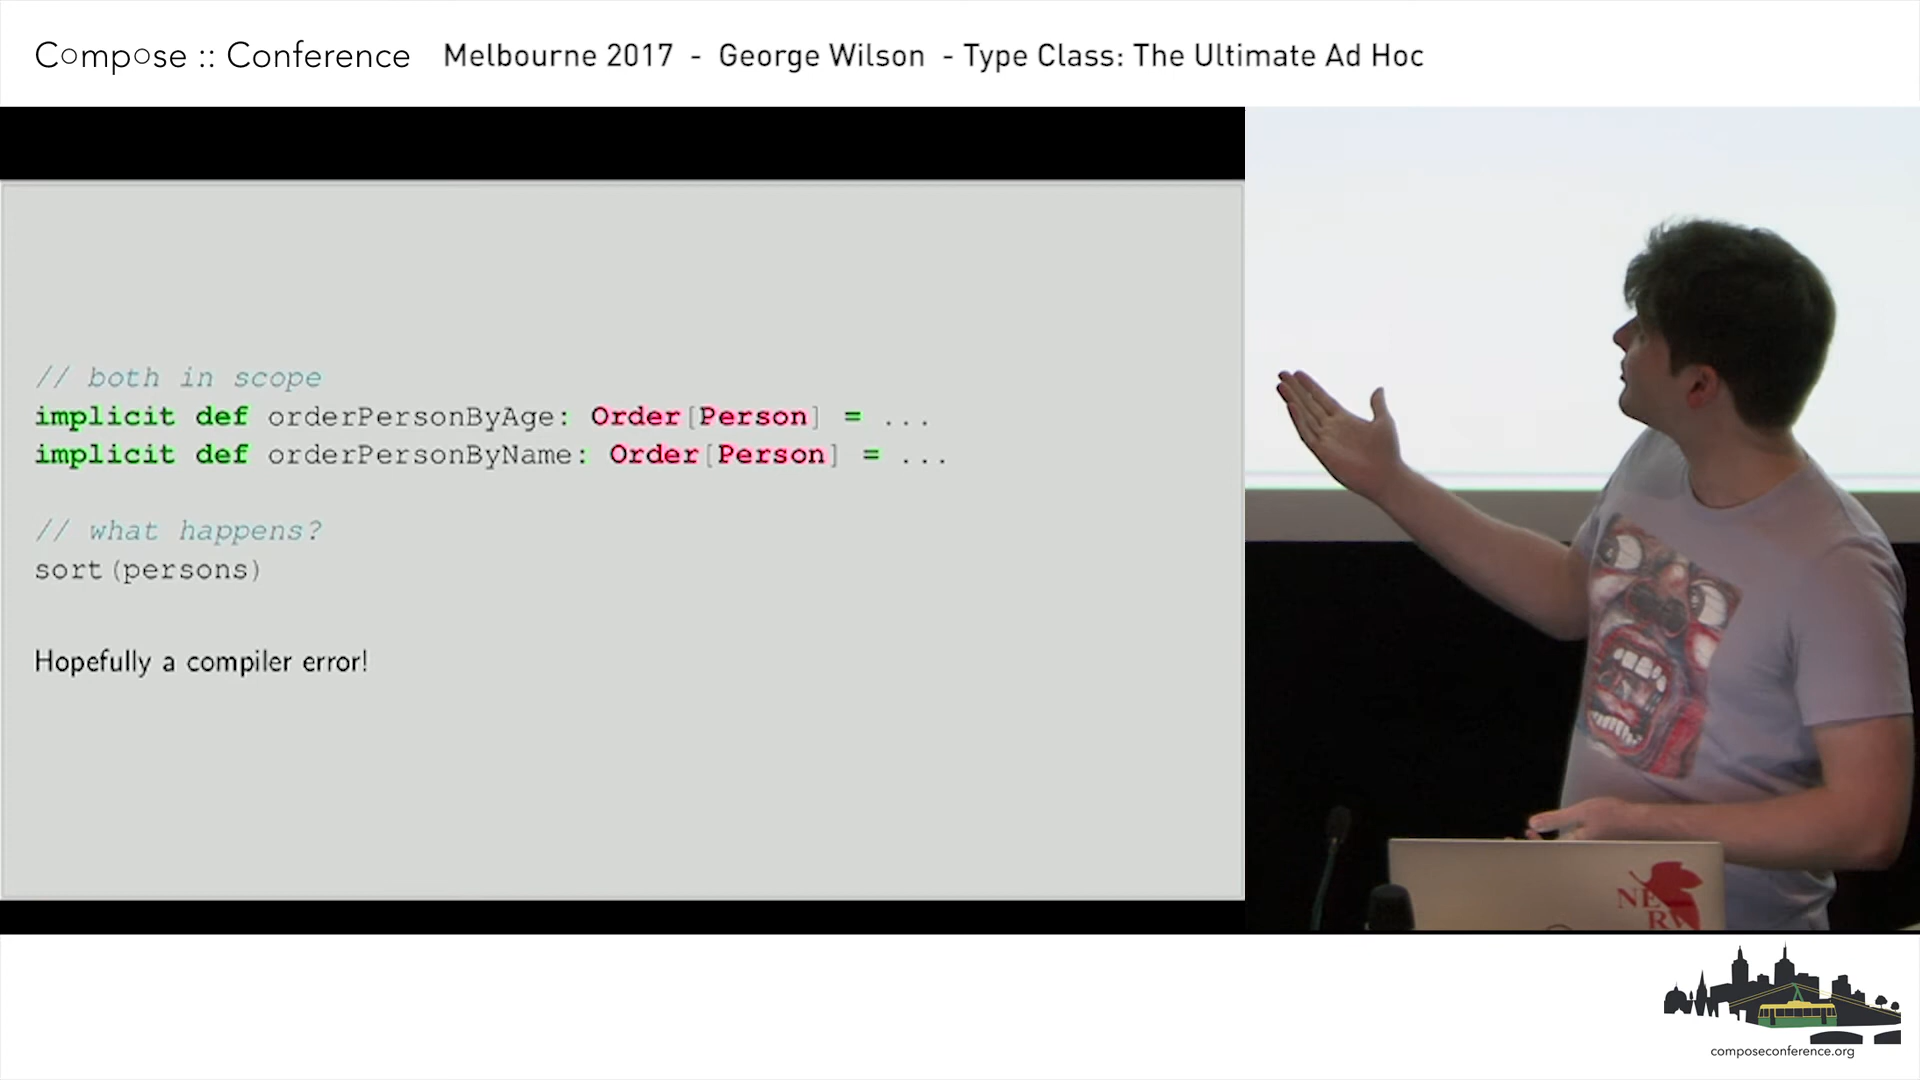 Compose :: Conference Melbourne 2017 - George Wilson - Type Class: The Ultimate Ad Hoc
// both in scope
implicit def orderPersonByAge: Order[Person] = ...
implicit def orderPersonByName: Order[Person] = ...
// what happens?
sort(persons)
Hopefully a compiler error!
NERV
composeconference.org